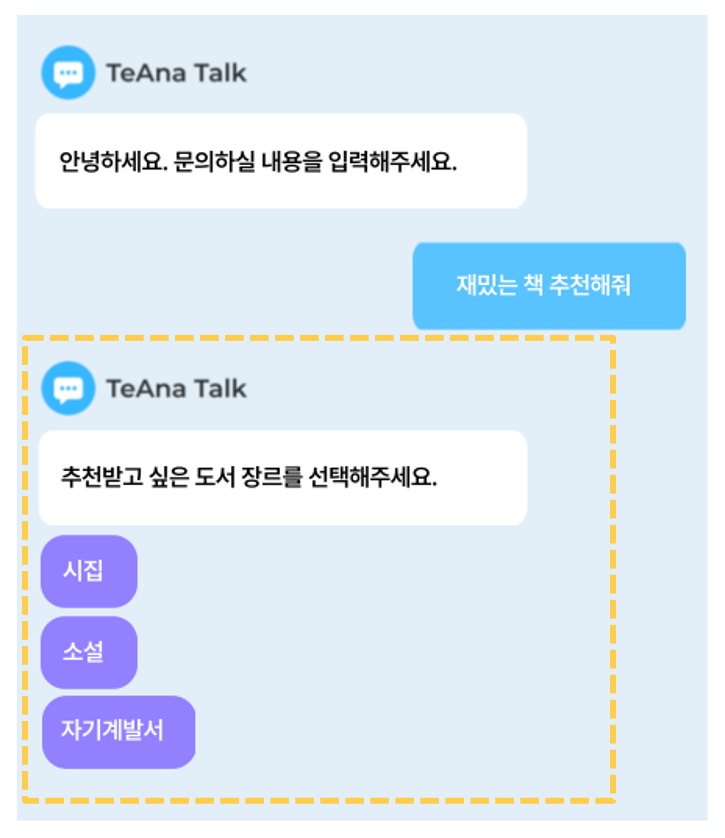 TeAna Talk
안녕하세요. 문의하실 내용을 입력해주세요.
재밌는 책 추천해줘
TeAna Talk
추천받고 싶은 도서 장르를 선택해주세요.
시집
소설
자기계발서